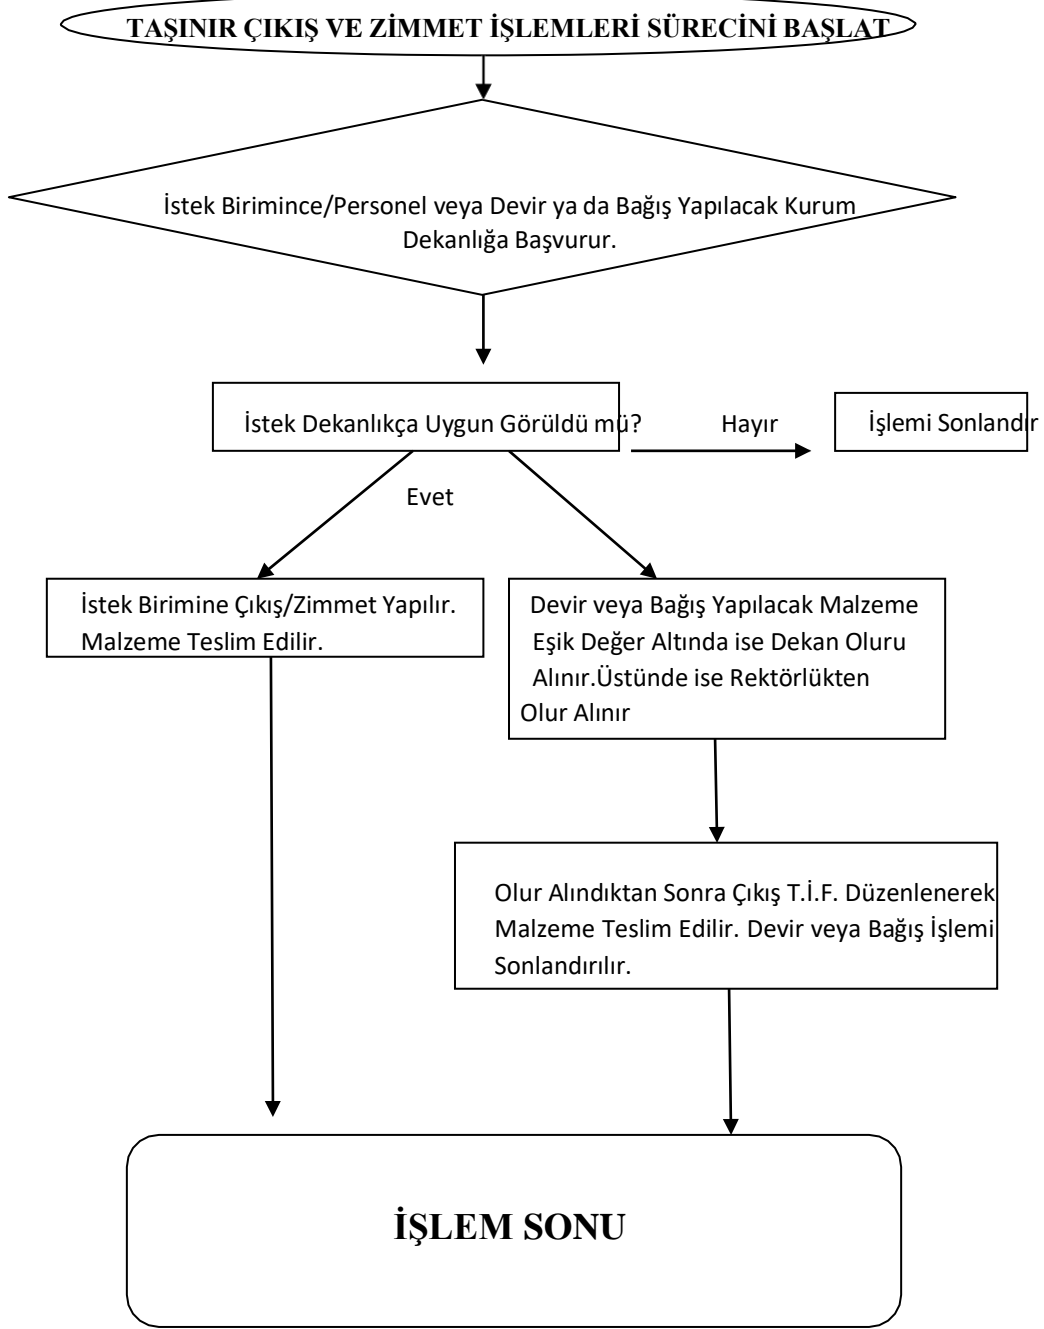 TAŞINIR ÇIKIŞ VE ZİMMET İŞLEMLERİ SÜRECİNİ BAŞLAT
İstek Birimince/Personel veya Devir ya da Bağış Yapılacak Kurum
Dekanlığa Başvurur.
İstek Dekanlıkça Uygun Görüldü mü?
Hayır
İşlemi Sonlandır
Evet
İstek Birimine Çıkış/Zimmet Yapılır.
Malzeme Teslim Edilir.
Devir veya Bağış Yapılacak Malzeme
Eşik Değer Altında ise Dekan Oluru
Alınır.Üstünde ise Rektörlükten
Olur Alınır
Olur Alındıktan Sonra Çıkış T.İ.F. Düzenlenerek
Malzeme Teslim Edilir. Devir veya Bağış İşlemi
Sonlandırılır.
İŞLEM SONU